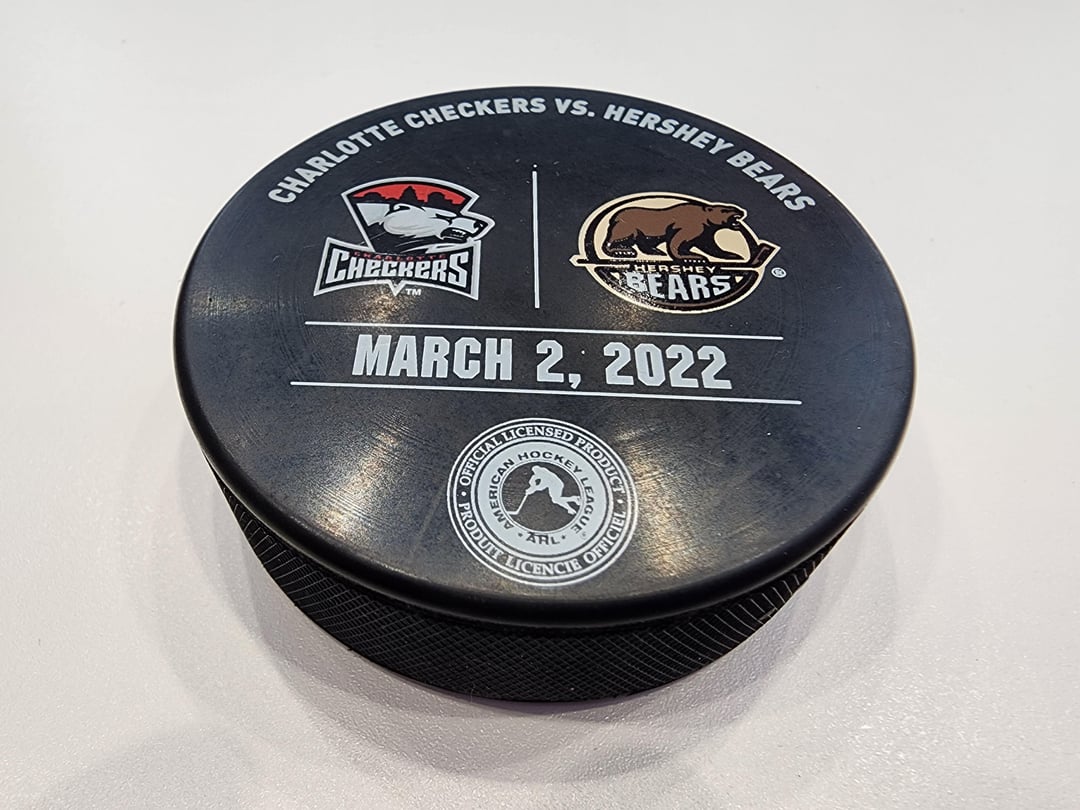 CHARLOTTE CHECKERS VS. HERSHEY BEARS
CHARLOTTE
CHECKERS
TM
HERSHEY
BEARS
®
MARCH 2, 2022
• OFFICIAL LICENSED PRODUCT •
AMERICAN HOCKEY LEAGUE
• AHL •
®
PRODUIT LICENCIE OFFICIEL